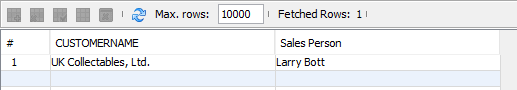 Max. rows: 10000 Fetched Rows: 1
# CUSTOMERNAME Sales Person
1 UK Collectables, Ltd. Larry Bott